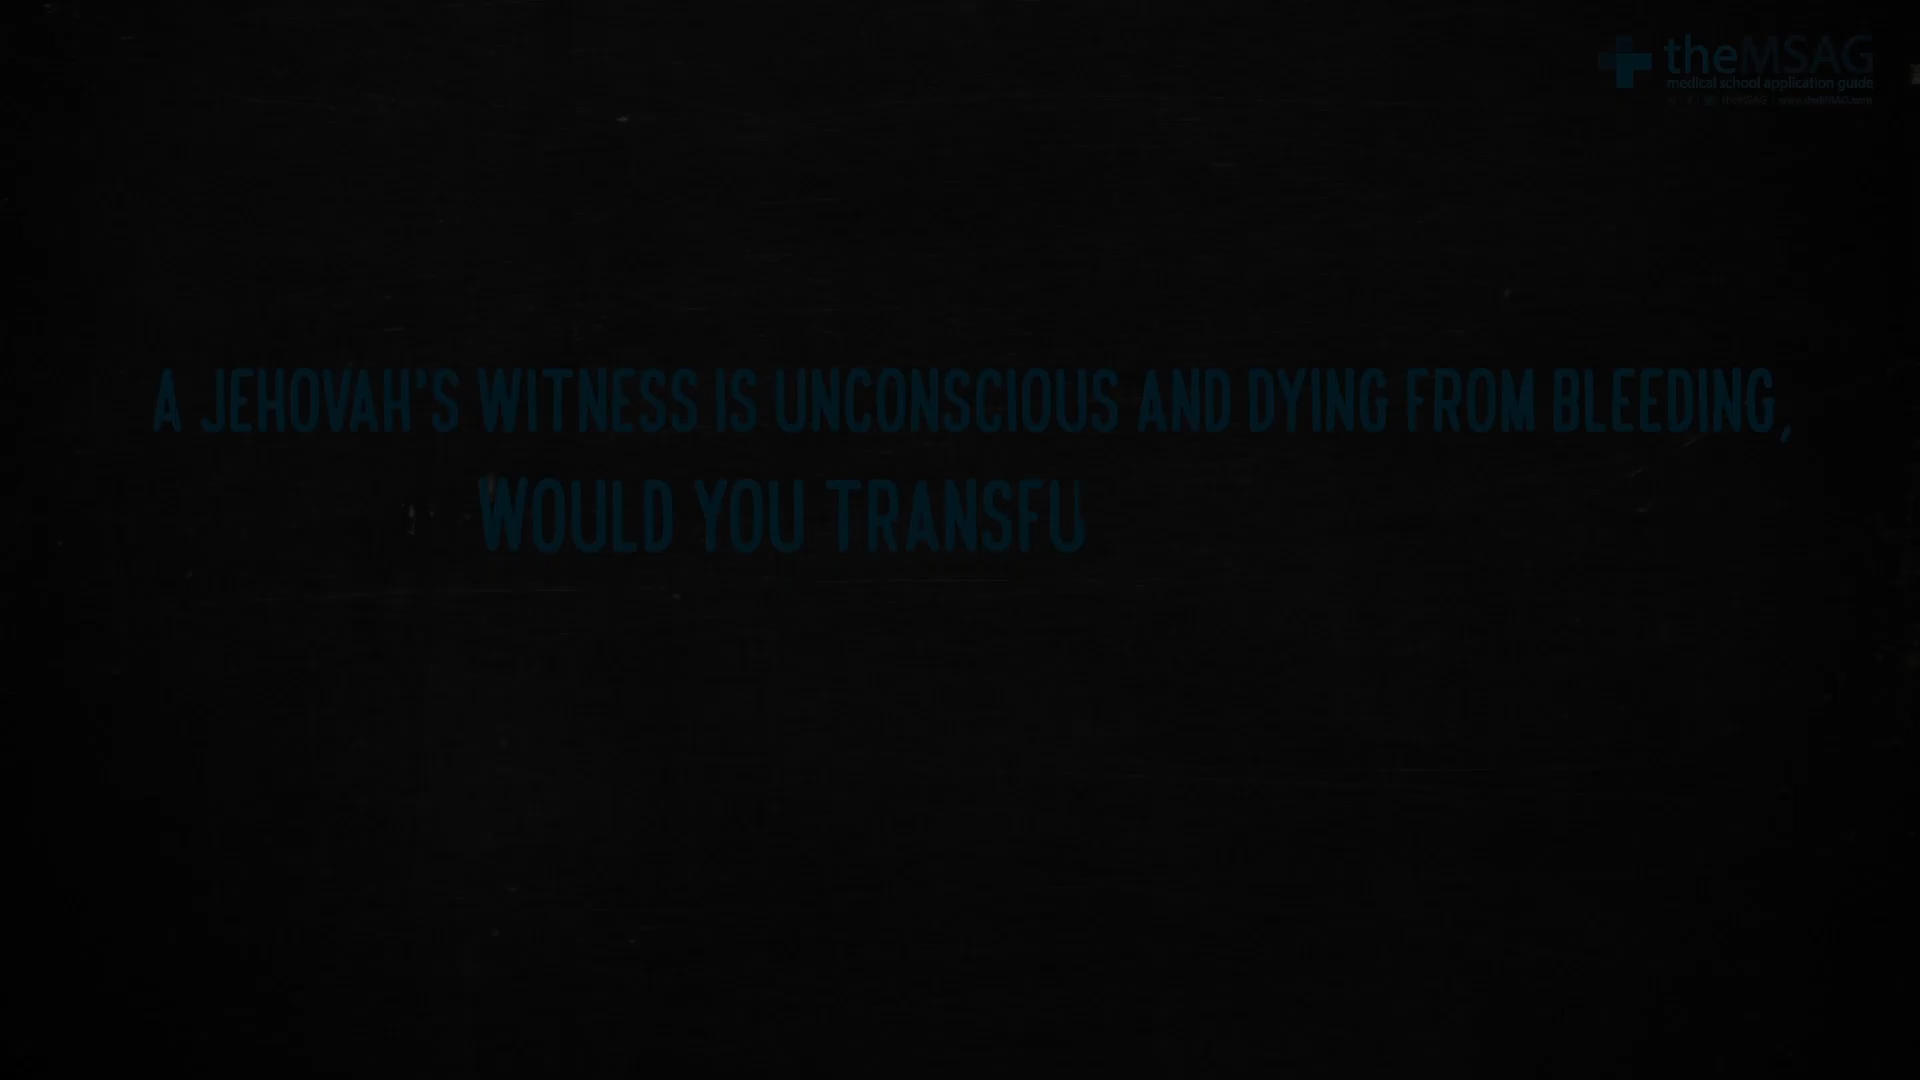 theMSAG
medical school application guide
A JEHOVAH'S WITNESS IS UNCONSCIOUS AND DYING FROM BLEEDING,
WOULD YOU TRANSFU